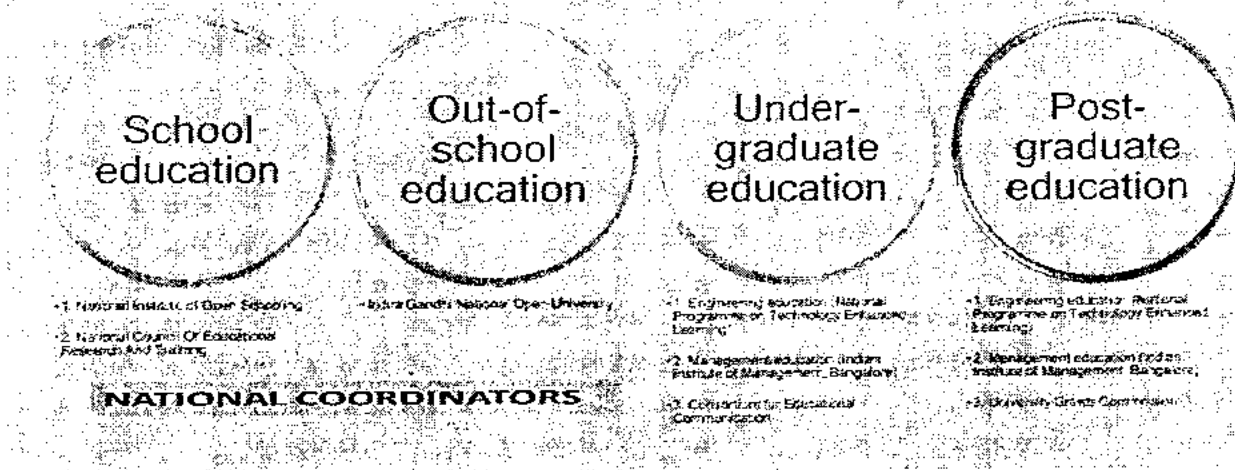 School
education
Out-of-
school
education
Under-
graduate
education
Post-
graduate
education
1. National Institute of Open Schooling
2. National Council Of Educational
Research And Training
Indira Gandhi National Open University
1. Engineering education (National
Programme on Technology Enhanced
Learning)
2. Management education (Indian
Institute of Management, Bangalore)
3. Consortium for Educational
Communication
1. Engineering education (National
Programme on Technology Enhanced
Learning)
2. Management education (Indian
Institute of Management, Bangalore)
3. University Grants Commission
NATIONAL COORDINATORS